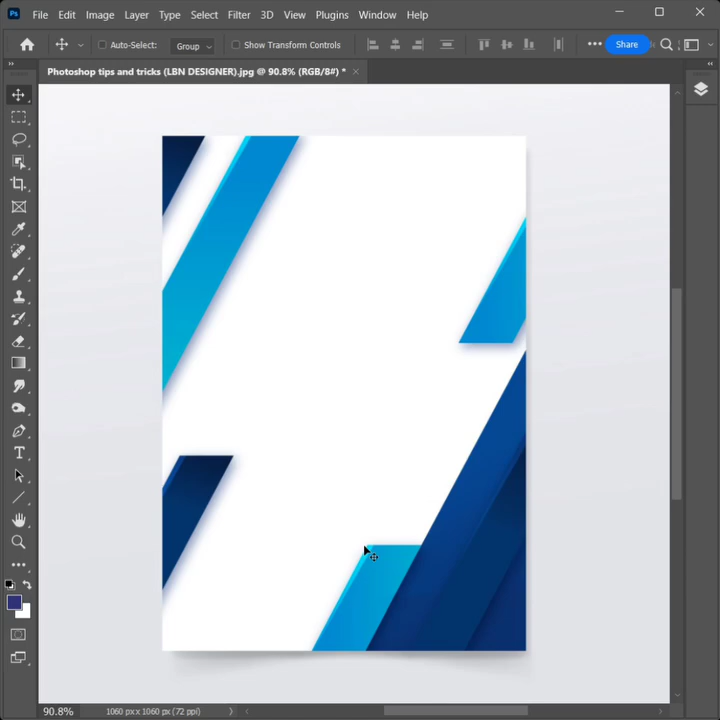 Ps File Edit Image Layer Type Select Filter 3D View Plugins Window Help
Auto-Select: Group Show Transform Controls Share
Photoshop tips and tricks (LBN DESIGNER).jpg @ 90.8% (RGB/8#) *
90.8% 1060 px x 1060 px (72 ppi)